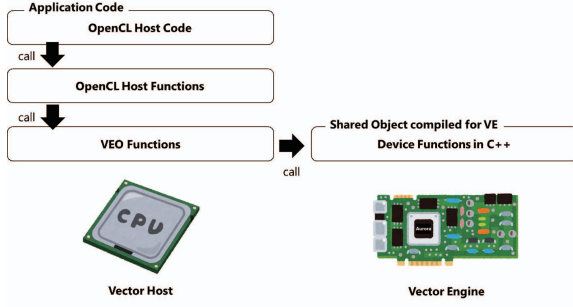 Application Code
OpenCL Host Code
call
OpenCL Host Functions
call
VEO Functions
call
Shared Object compiled for VE
Device Functions in C++
CPU
Aurora
Vector Host
Vector Engine